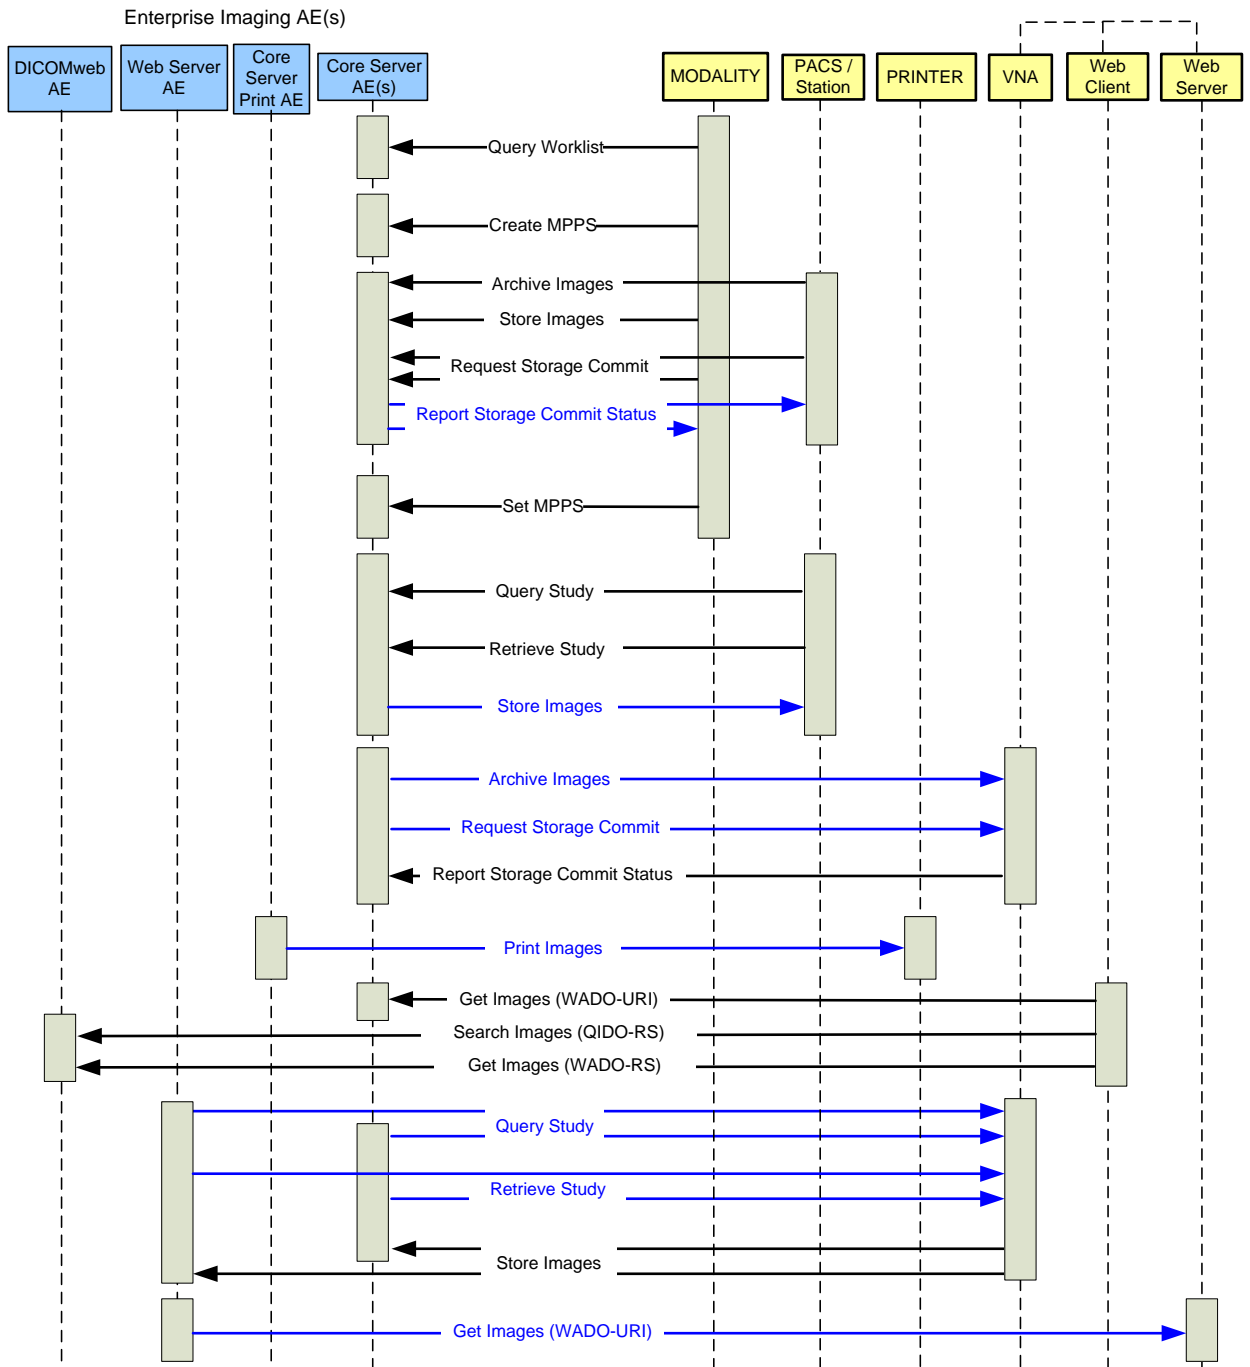 Enterprise Imaging AE(s)
DICOMweb
AE
Web Server
AE
Core
Server
Print AE
Core Server
AE(s)
MODALITY
PACS /
Station
PRINTER
VNA
Web
Client
Web
Server
Query Worklist
Create MPPS
Archive Images
Store Images
Request Storage Commit
Report Storage Commit Status
Set MPPS
Query Study
Retrieve Study
Store Images
Archive Images
Request Storage Commit
Report Storage Commit Status
Print Images
Get Images (WADO-URI)
Search Images (QIDO-RS)
Get Images (WADO-RS)
Query Study
Retrieve Study
Store Images
Get Images (WADO-URI)